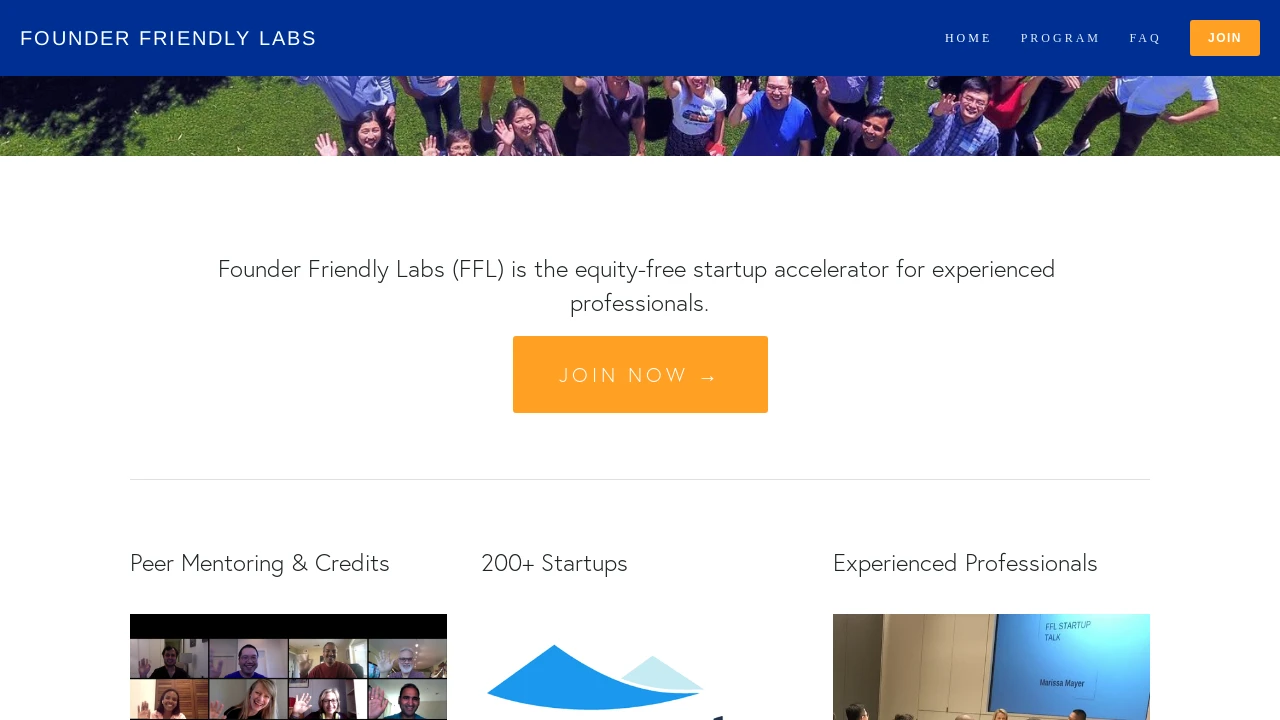 FOUNDER FRIENDLY LABS
HOME
PROGRAM
FAQ
JOIN
Founder Friendly Labs (FFL) is the equity-free startup accelerator for experienced
professionals.
JOIN NOW →
Peer Mentoring & Credits
200+ Startups
Experienced Professionals
FFL STARTUP
TALK
Marissa Mayer